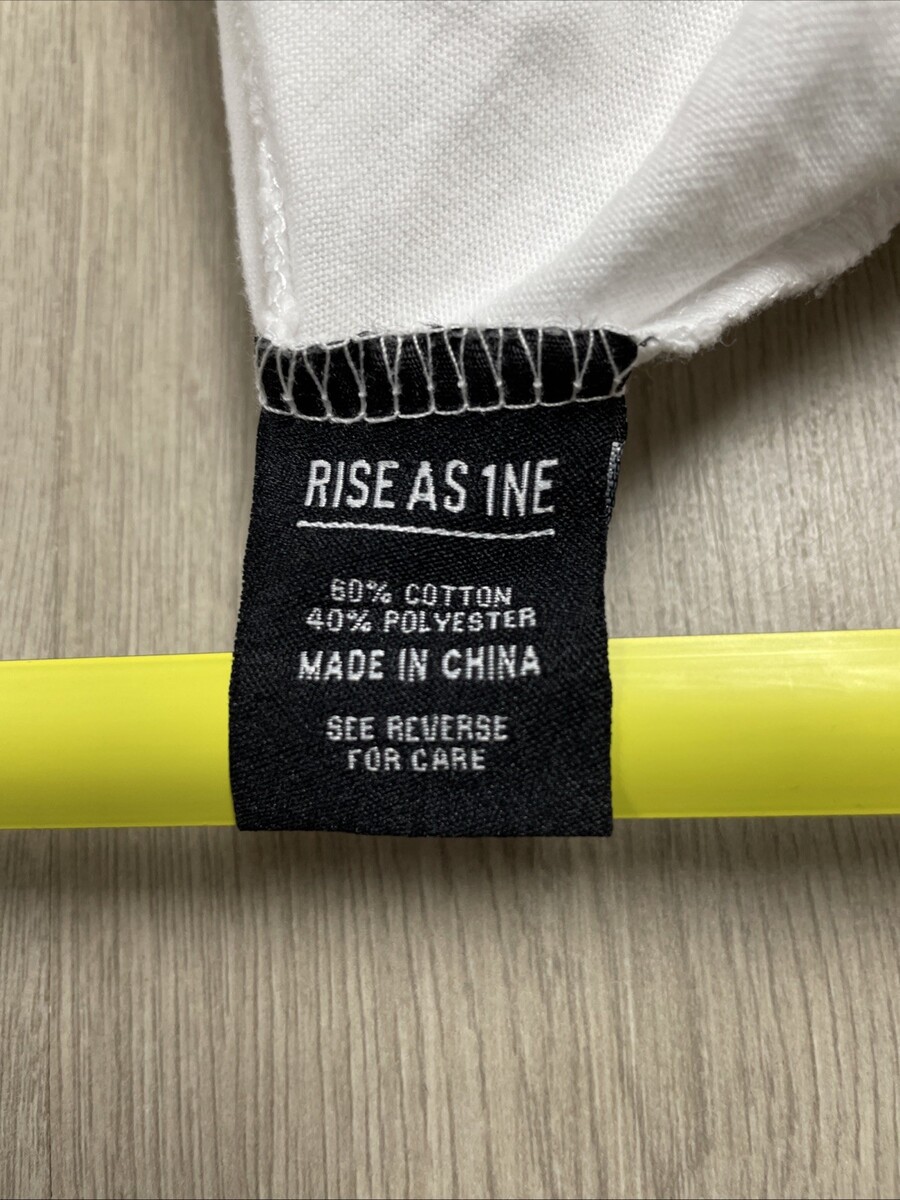 RISE AS 1NE
60% COTTON
40% POLYESTER
MADE IN CHINA
SEE REVERSE
FOR CARE